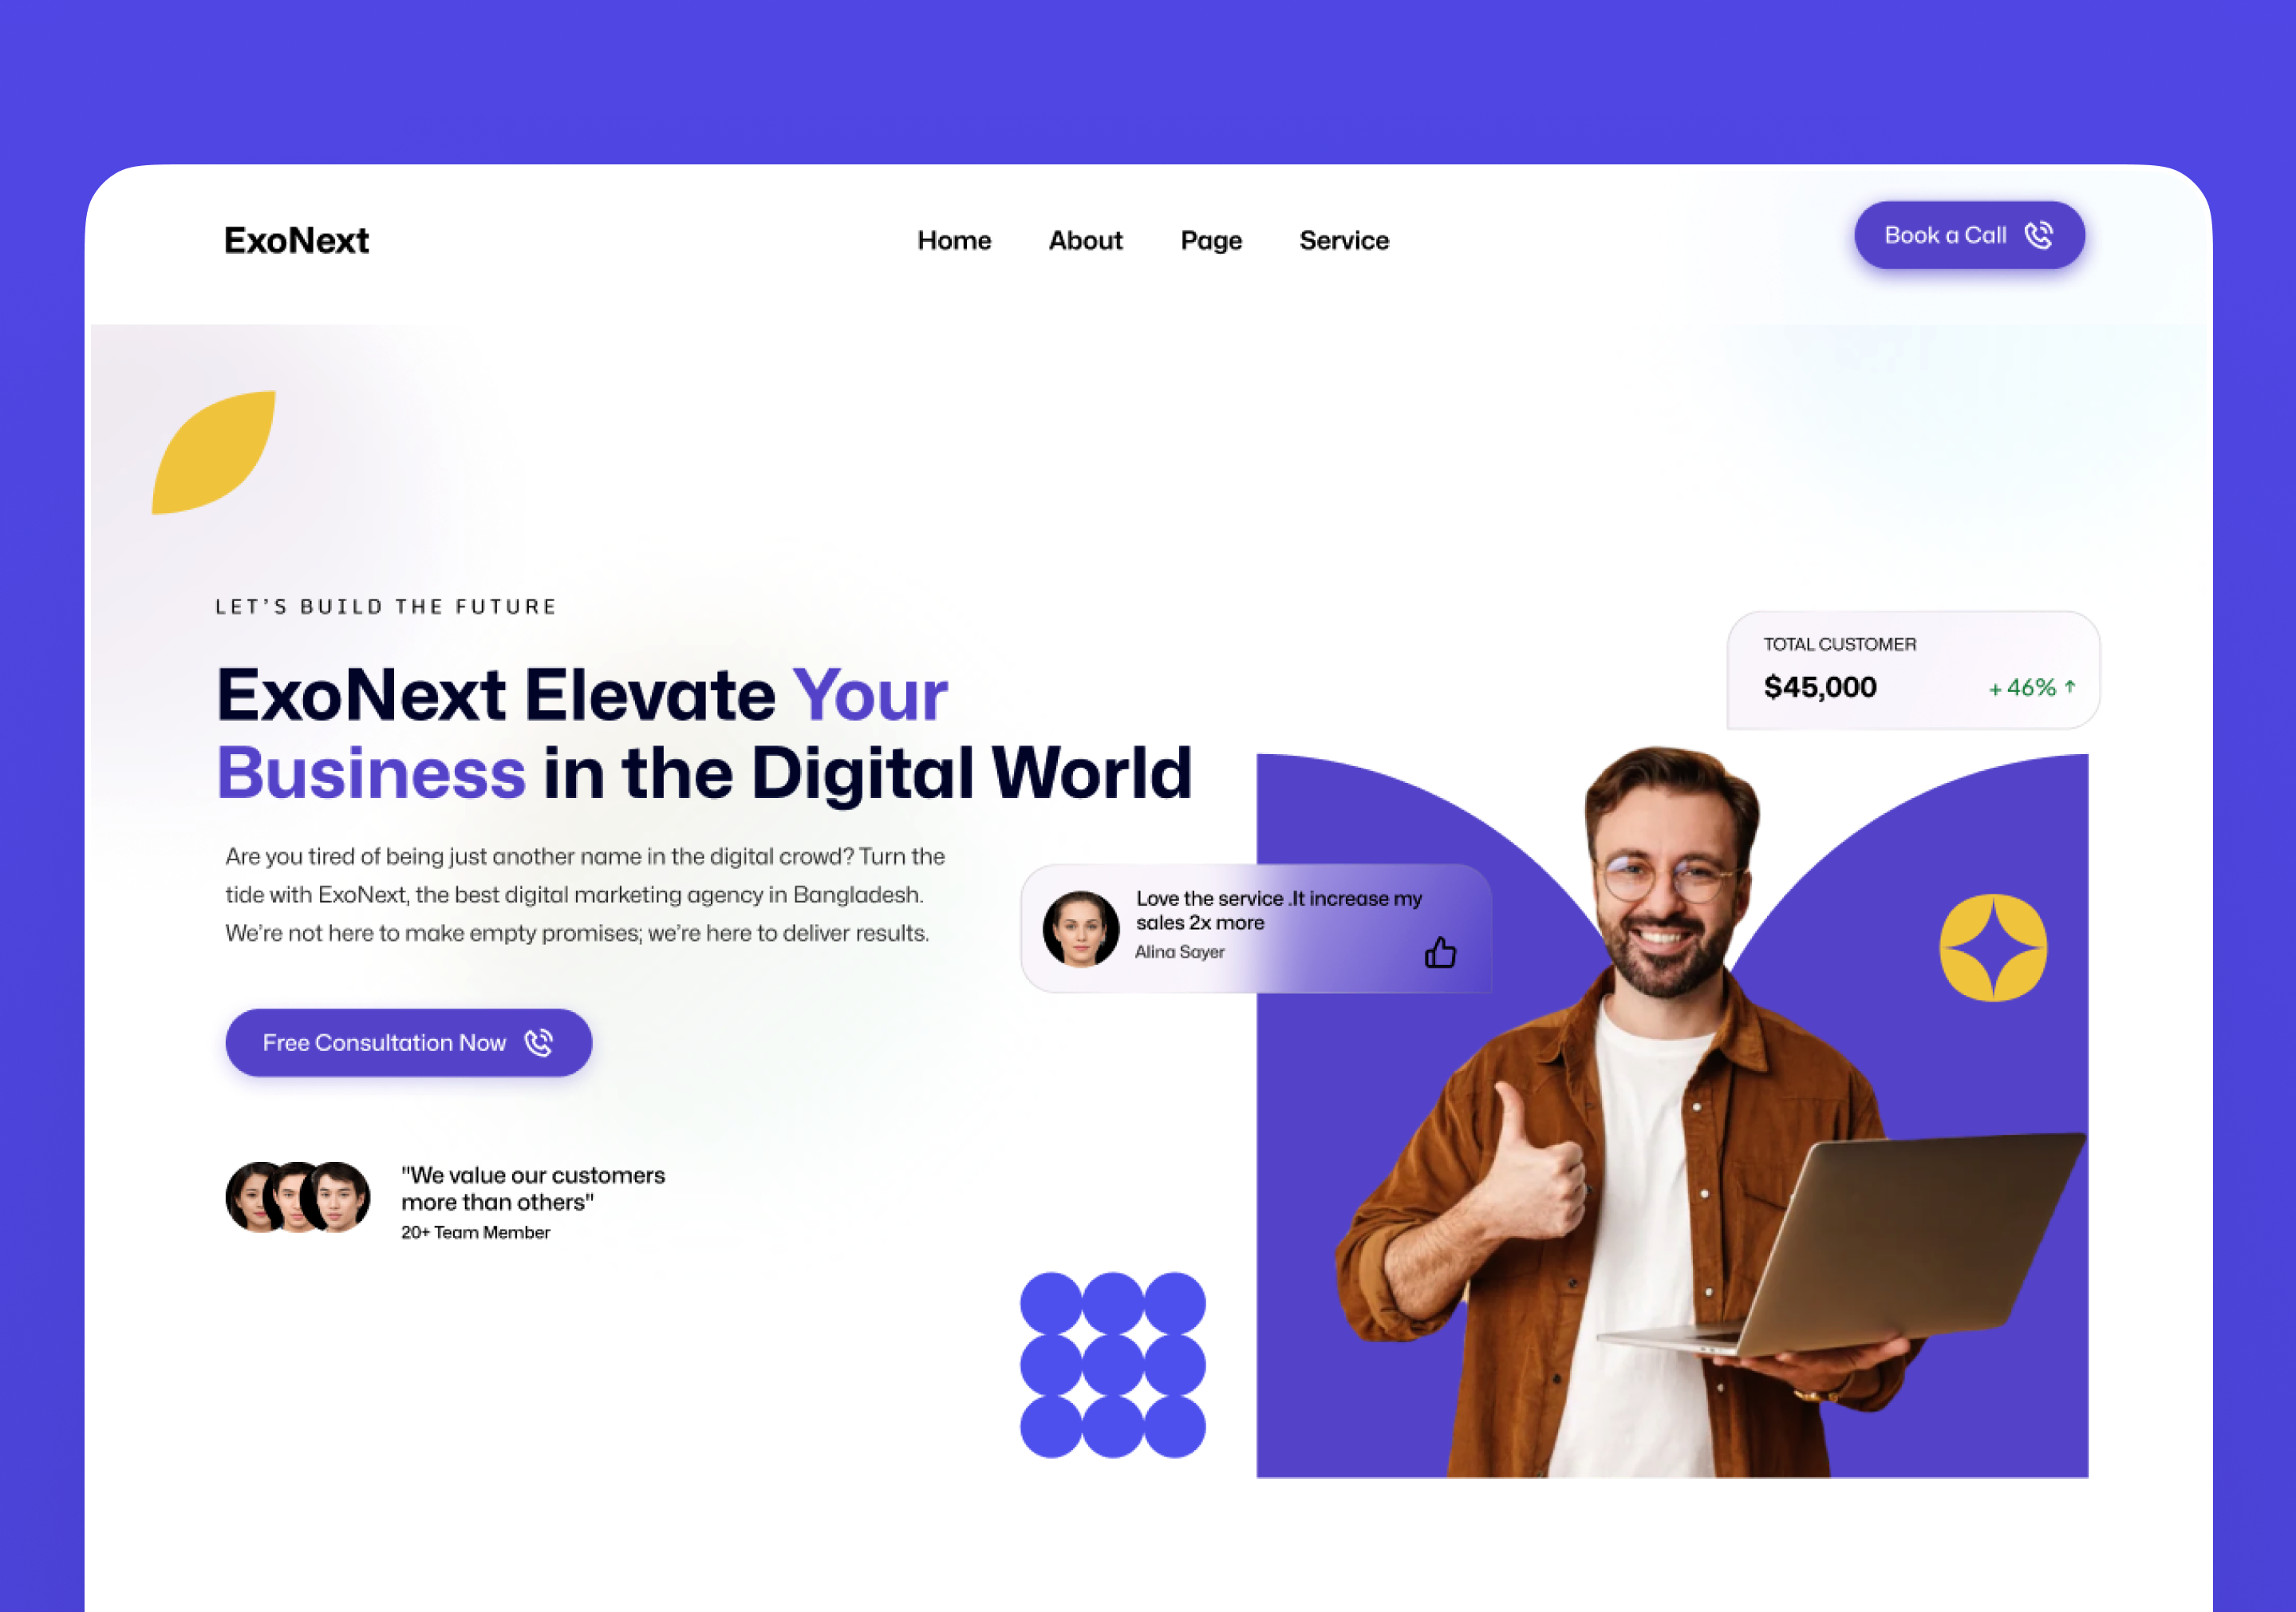 ExoNext
Home
About
Page
Service
Book a Call
LET’S BUILD THE FUTURE
ExoNext Elevate Your
Business in the Digital World
Are you tired of being just another name in the digital crowd? Turn the
tide with ExoNext, the best digital marketing agency in Bangladesh.
We’re not here to make empty promises; we’re here to deliver results.
Free Consultation Now
"We value our customers
more than others"
20+ Team Member
TOTAL CUSTOMER
$45,000
+ 46% ↑
Love the service .It increase my
sales 2x more
Alina Sayer